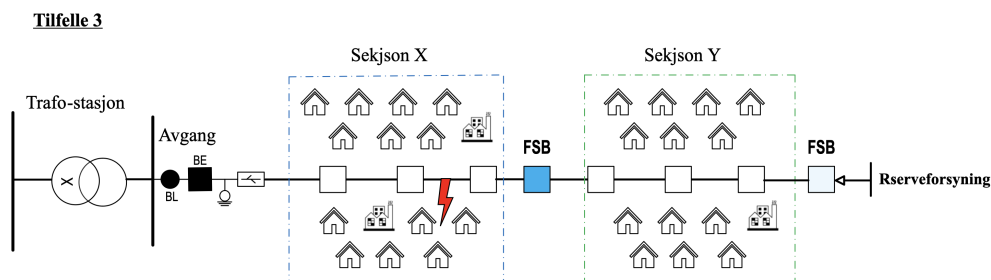 Tilfelle 3
Sekjson X
Sekjson Y
Trafo-stasjon
Avgang
BE
BL
X
FSB
FSB
Rserveforsyning